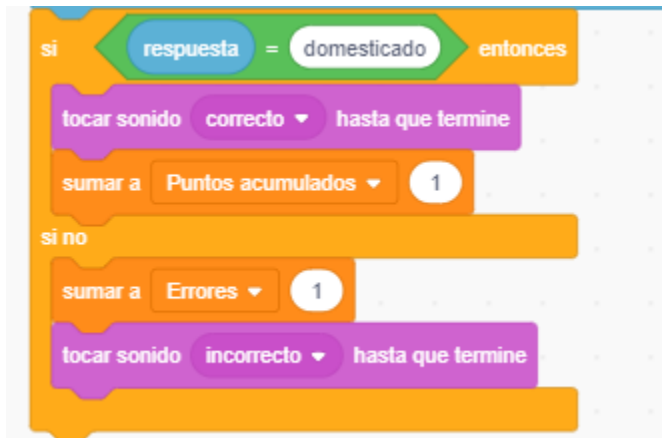 si respuesta = domesticado entonces
tocar sonido correcto hasta que termine
sumar a Puntos acumulados 1
si no
sumar a Errores 1
tocar sonido incorrecto hasta que termine